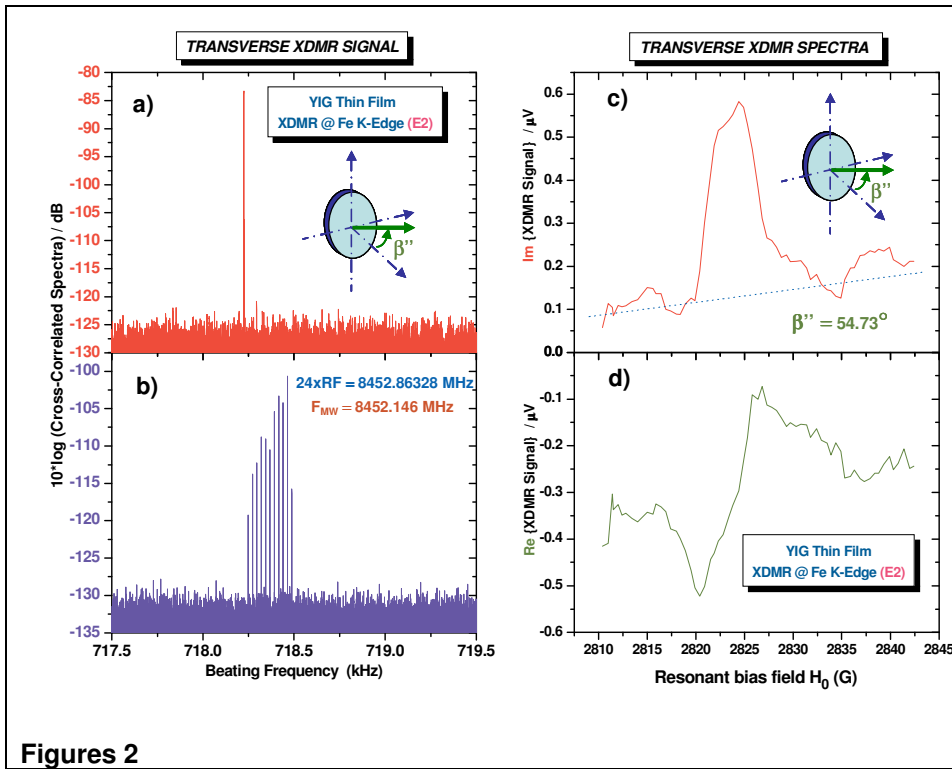 TRANSVERSE XDMR SIGNAL
a)
YIG Thin Film
XDMR @ Fe K-Edge (E2)
β''
-80
-85
-90
-95
-100
-105
-110
-115
-120
-125
-130
10*log (Cross-Correlated Spectra) / dB
b)
24xRF = 8452.86328 MHz
F_MW = 8452.146 MHz
-100
-105
-110
-115
-120
-125
-130
-135
717.5 718.0 718.5 719.0 719.5
Beating Frequency (kHz)
TRANSVERSE XDMR SPECTRA
c)
β''
β'' = 54.73°
0.6
0.5
0.4
0.3
0.2
0.1
0.0
Im {XDMR Signal} / µV
d)
YIG Thin Film
XDMR @ Fe K-Edge (E2)
-0.1
-0.2
-0.3
-0.4
-0.5
-0.6
Re {XDMR Signal} / µV
2810 2815 2820 2825 2830 2835 2840 2845
Resonant bias field H₀ (G)
Figures 2